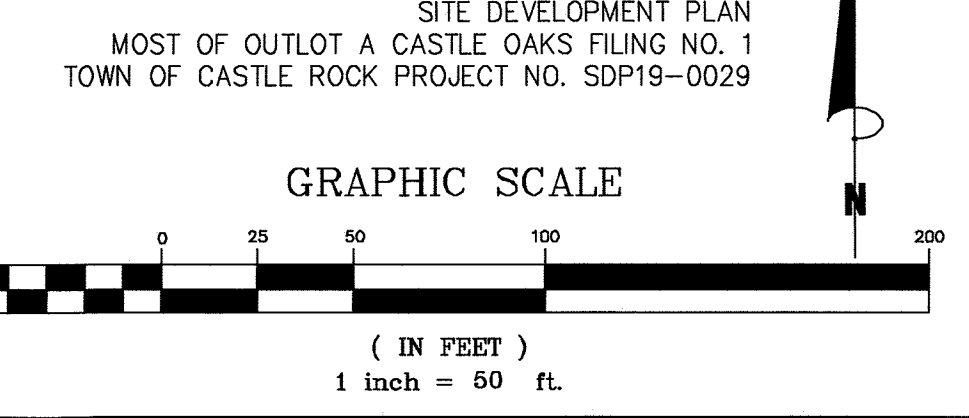 SITE DEVELOPMENT PLAN
MOST OF OUTLOT A CASTLE OAKS FILING NO. 1
TOWN OF CASTLE ROCK PROJECT NO. SDP19-0029
N
GRAPHIC SCALE
0 25 50 100 200
( IN FEET )
1 inch = 50 ft.